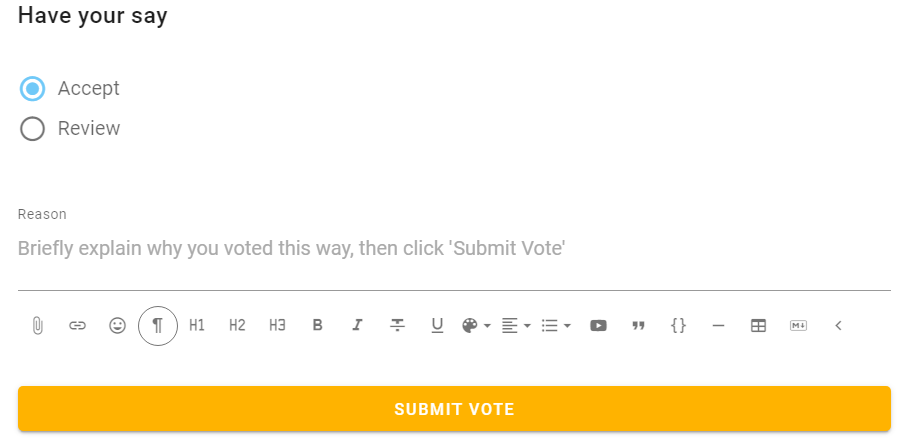 Have your say
Accept
Review
Reason
Briefly explain why you voted this way, then click 'Submit Vote'
H1 H2 H3 B I T U {} M↓
SUBMIT VOTE